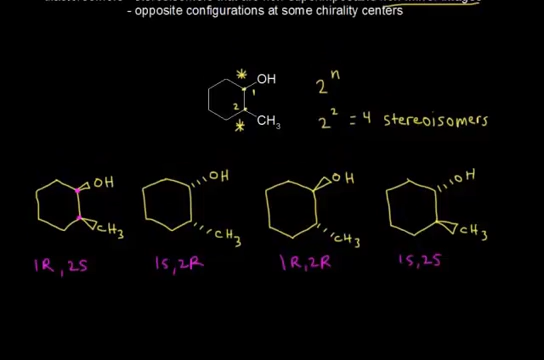 - opposite configurations at some chirality centers
* OH
1
2
* CH3
2^n
2^2 = 4 stereoisomers
OH
CH3
1R, 2S
OH
CH3
1S, 2R
OH
CH3
1R, 2R
OH
CH3
1S, 2S